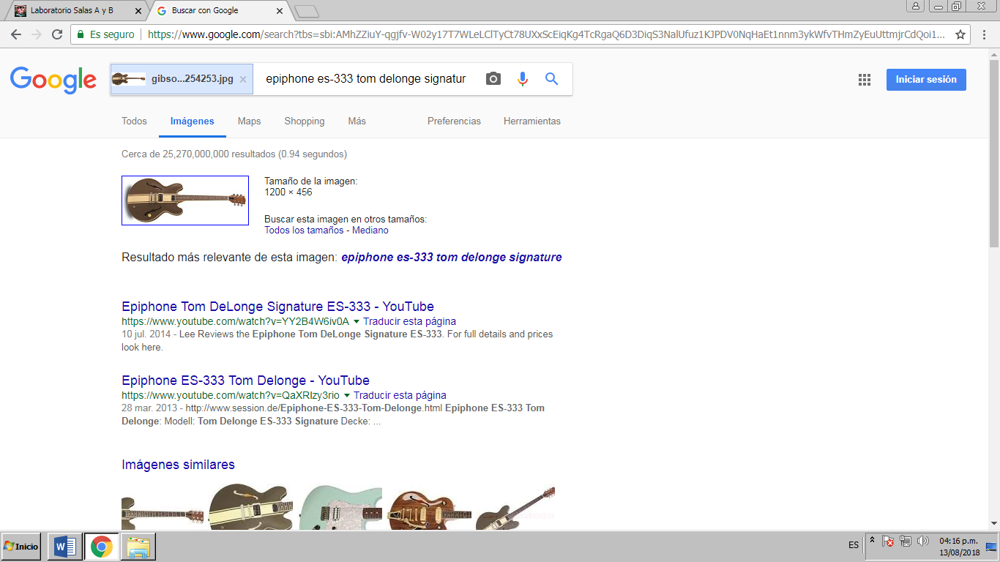 Laboratorio Salas A y B
Buscar con Google
Es seguro
https://www.google.com/search?tbs=sbi:AMhZZiuY-qgjfv-W02y17T7WLeLClTyCt78UXxScEiqKg4TcRgaQ6D3DiqS3NalUfuz1KJPDV0NqHaEt1nnm3ykWfvTHmZyEuUttmjrCdQoi1...
Google
gibso...254253.jpg
epiphone es-333 tom delonge signatur
Iniciar sesión
Todos Imágenes Maps Shopping Más Preferencias Herramientas
Cerca de 25,270,000,000 resultados (0.94 segundos)
Tamaño de la imagen:
1200 × 456
Buscar esta imagen en otros tamaños:
Todos los tamaños - Mediano
Resultado más relevante de esta imagen: epiphone es-333 tom delonge signature
Epiphone Tom DeLonge Signature ES-333 - YouTube
https://www.youtube.com/watch?v=YY2B4W6iv0A Traducir esta página
10 jul. 2014 - Lee Reviews the Epiphone Tom DeLonge Signature ES-333. For full details and prices
look here.
Epiphone ES-333 Tom Delonge - YouTube
https://www.youtube.com/watch?v=QaXRlzy3rio Traducir esta página
28 mar. 2013 - http://www.session.de/Epiphone-ES-333-Tom-Delonge.html Epiphone ES-333 Tom
Delonge: Modell: Tom Delonge ES-333 Signature Decke: ...
Imágenes similares
Inicio
ES
04:16 p.m.
13/08/2018